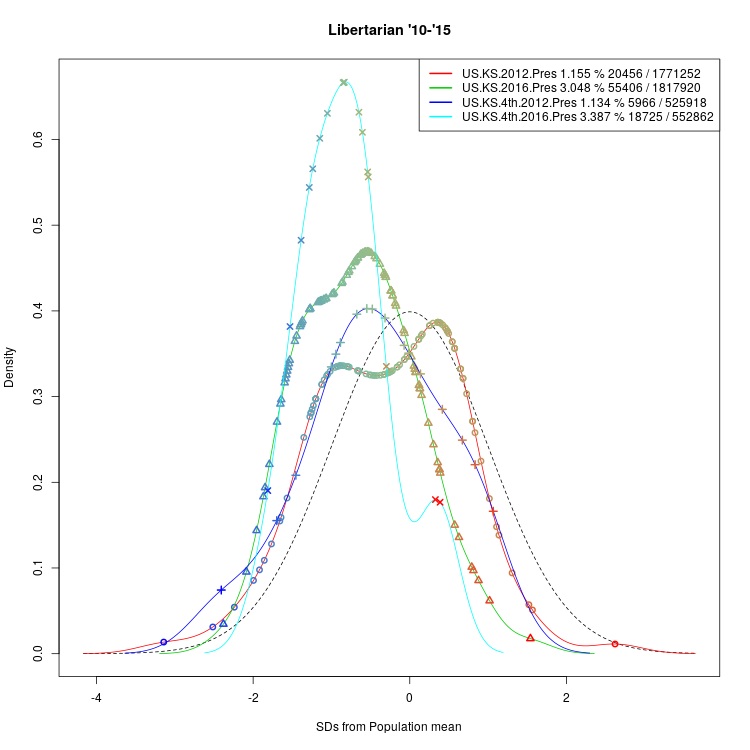 Libertarian '10-'15
US.KS.2012.Pres 1.155 % 20456 / 1771252
US.KS.2016.Pres 3.048 % 55406 / 1817920
US.KS.4th.2012.Pres 1.134 % 5966 / 525918
US.KS.4th.2016.Pres 3.387 % 18725 / 552862
Density
0.6
0.5
0.4
0.3
0.2
0.1
0.0
-4 -2 0 2
SDs from Population mean